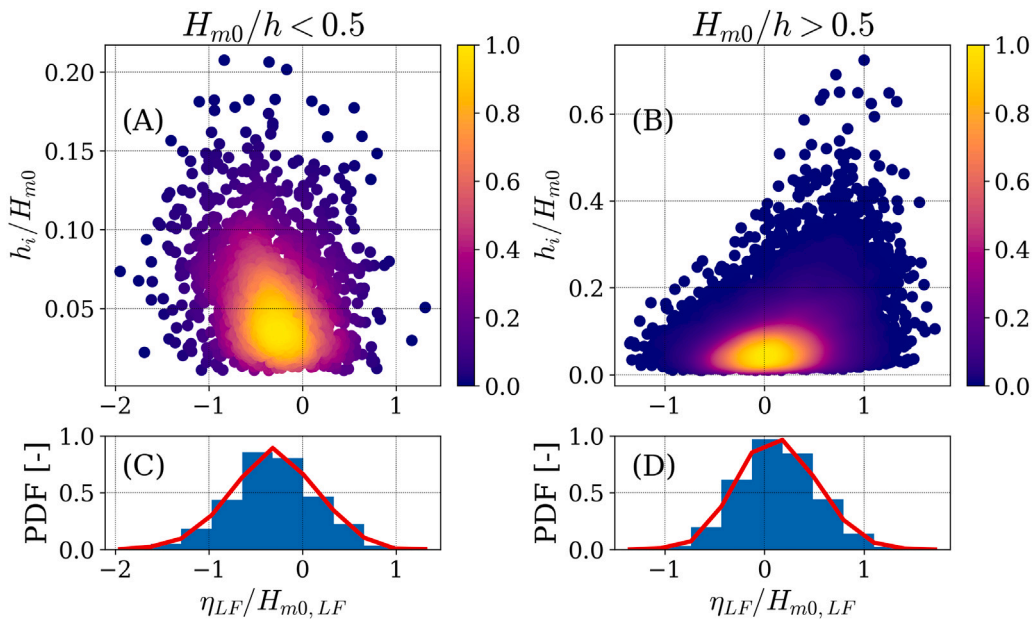 H_{m0}/h < 0.5
H_{m0}/h > 0.5
(A)
h_i/H_{m0}
0.20
0.15
0.10
0.05
−2 −1 0 1
1.0
0.8
0.6
0.4
0.2
0.0
(B)
h_i/H_{m0}
0.6
0.4
0.2
0.0
−1 0 1
1.0
0.8
0.6
0.4
0.2
0.0
(C)
PDF [-]
1.0
0.5
0.0
−2 −1 0 1
η_{LF}/H_{m0, LF}
(D)
PDF [-]
1.0
0.5
0.0
−1 0 1
η_{LF}/H_{m0, LF}